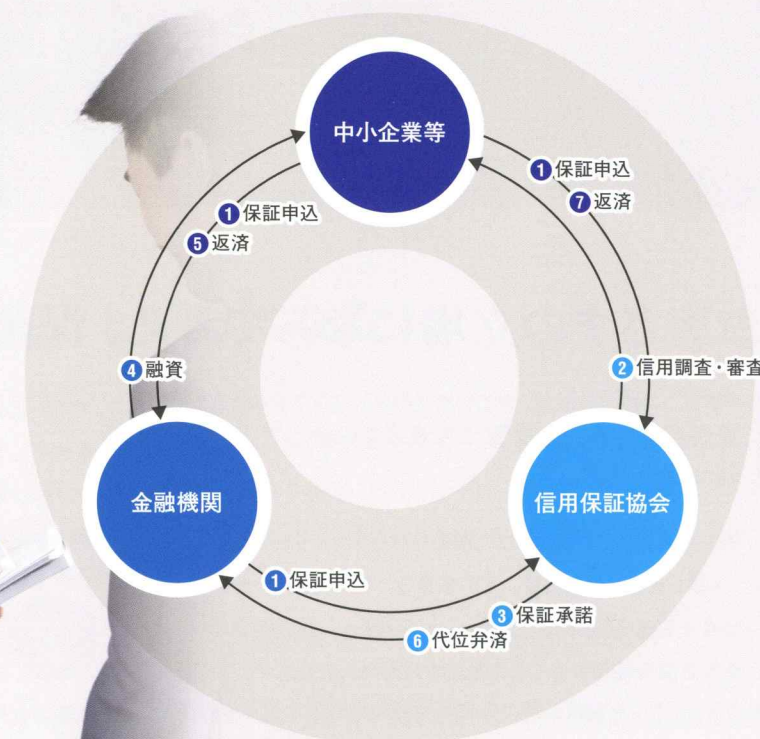 中小企業等
❶保証申込
❼返済
❶保証申込
❺返済
❹融資
❷信用調査・審査
金融機関
信用保証協会
❶保証申込
❸保証承諾
❻代位弁済